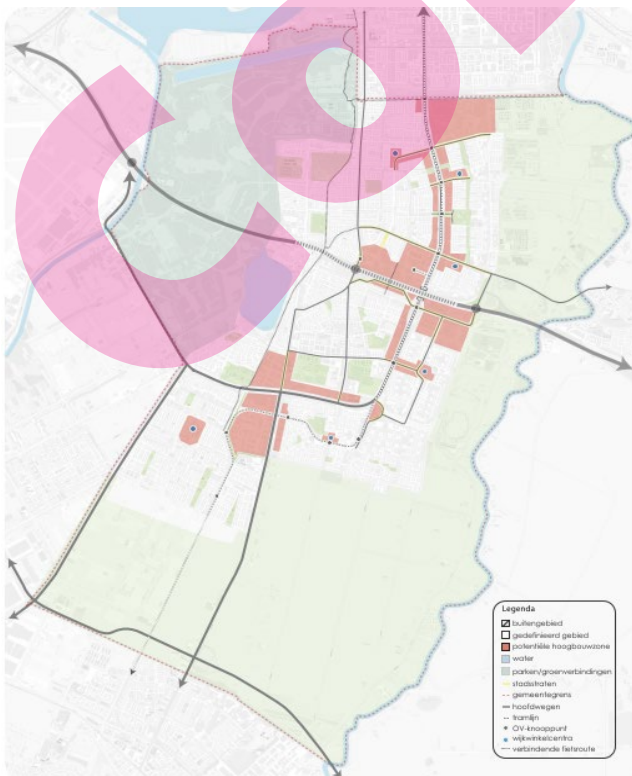 Legenda
buitengebied
gedefinieerd gebied
potentiële hoogbouwzone
water
parken/groenverbindingen
stadsstraten
gemeentegrens
hoofdwegen
tramlijn
OV-knooppunt
wijkwinkelcentra
verbindende fietsroute